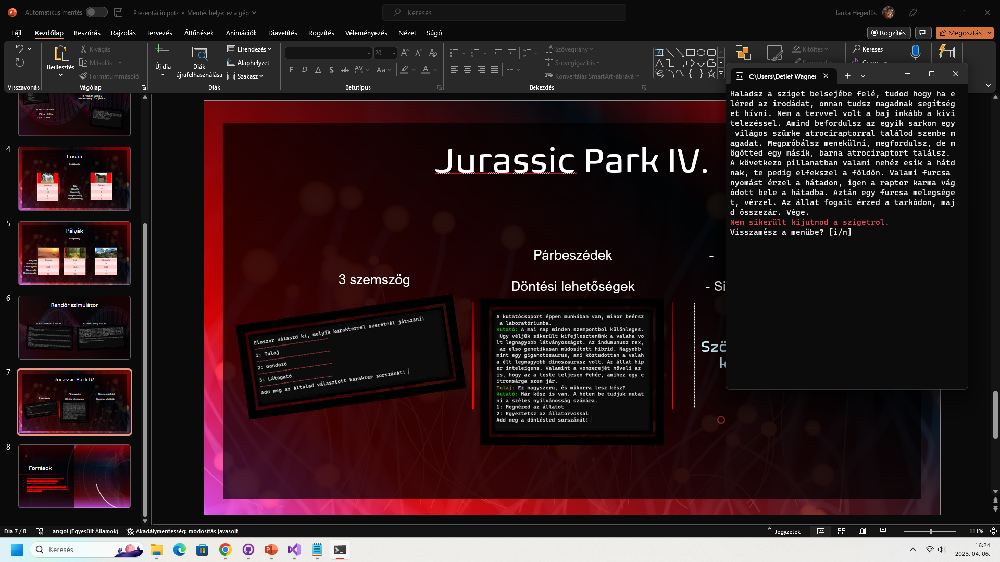 Automatikus mentés
Prezentáció.pptx • Mentés helye: ez a gép
Keresés
Janka Hegedűs
Fájl
Kezdőlap
Beszúrás
Rajzolás
Tervezés
Áttűnések
Animációk
Diavetítés
Rögzítés
Véleményezés
Nézet
Súgó
Rögzítés
Megosztás
Visszavonás
Beillesztés
Kivágás
Másolás
Formátummásoló
Vágólap
Új dia
Diák újrafelhasználása
Elrendezés
Alaphelyzet
Szakasz
Diák
20
Betűtípus
Szövegirány
Szövegigazítás
Konvertálás SmartArt-ábrává
Bekezdés
Kitöltés
Keresés
Történet alapú
lóversenyzős játék
4
Lovak
5
Pályák
6
Rendőr szimulátor
7
Jurassic Park IV.
3 szemszög
Párbeszédek
Döntési lehetőségek
8
Források
Jurassic Park IV.
3 szemszög
Párbeszédek
Döntési lehetőségek
-
- Si
Szö
k
Eloszor válaszd ki, melyik karakterrel szeretnél játszani!
1: Tulaj
2: Gondozó
3: Látogató
Add meg az általad választott karakter sorszámát!
A kutatócsoport éppen munkában van, mikor beérsz
a laboratóriumba.
Kutató: A mai nap minden szempontbol különleges.
Ugy véljük sikerült kifejlesztenünk a valaha vo
lt legnagyobb látványosságot. Az indumunusz rex,
az elso genetikusan múdosított hibrid. Nagyobb
mint egy giganotosaurus, ami köztudottan a valah
a élt legnagyobb dinoszaurusz volt. Az állat hip
er inteleigens. Valamint a vonzerejét növeli az
is, hogy az a teste teljesen fehér, amihez egy c
itromsárga szem jár.
Tulaj: Ez nagyszeru, és mikorra lesz kész?
Kutató: Már kész is van. A héten be tudjuk mutat
ni a széles nyilvánosság számára.
1: Megnézed az állatot
2: Egyeztetsz az állatorvossal
Add meg a döntésted sorszámát!
C:\Users\Detlef Wagner
Haladsz a sziget belsejébe felé, tudod hogy ha e
léred az irodádat, onnan tudsz magadnak segítség
et hívni. Nem a tervvel volt a baj inkább a kivi
telezéssel. Amind befordulsz az egyik sarkon egy
világos szürke atrociraptorral találod szembe m
agadat. Megpróbálsz menekülni, megfordulsz, de m
ögötted egy másik, barna atrociraptort találsz.
A következo pillanatban valami nehéz esik a hátd
nak, te pedig elfekszel a földön. Valami furcsa
nyomást érzel a hátadon, igen a raptor karma vág
ódott bele a hátadba. Aztán egy furcsa melegsége
t, vérzel. Az állat fogait érzed a tarkódon, maj
d összezár. Vége.
Nem sikerült kijutnod a szigetrol.
Visszamész a menübe? [i/n]
Dia 7 / 8
angol (Egyesült Államok)
Akadálymentesség: módosítás javasolt
Jegyzetek
111%
Keresés
16:24
2023. 04. 06.